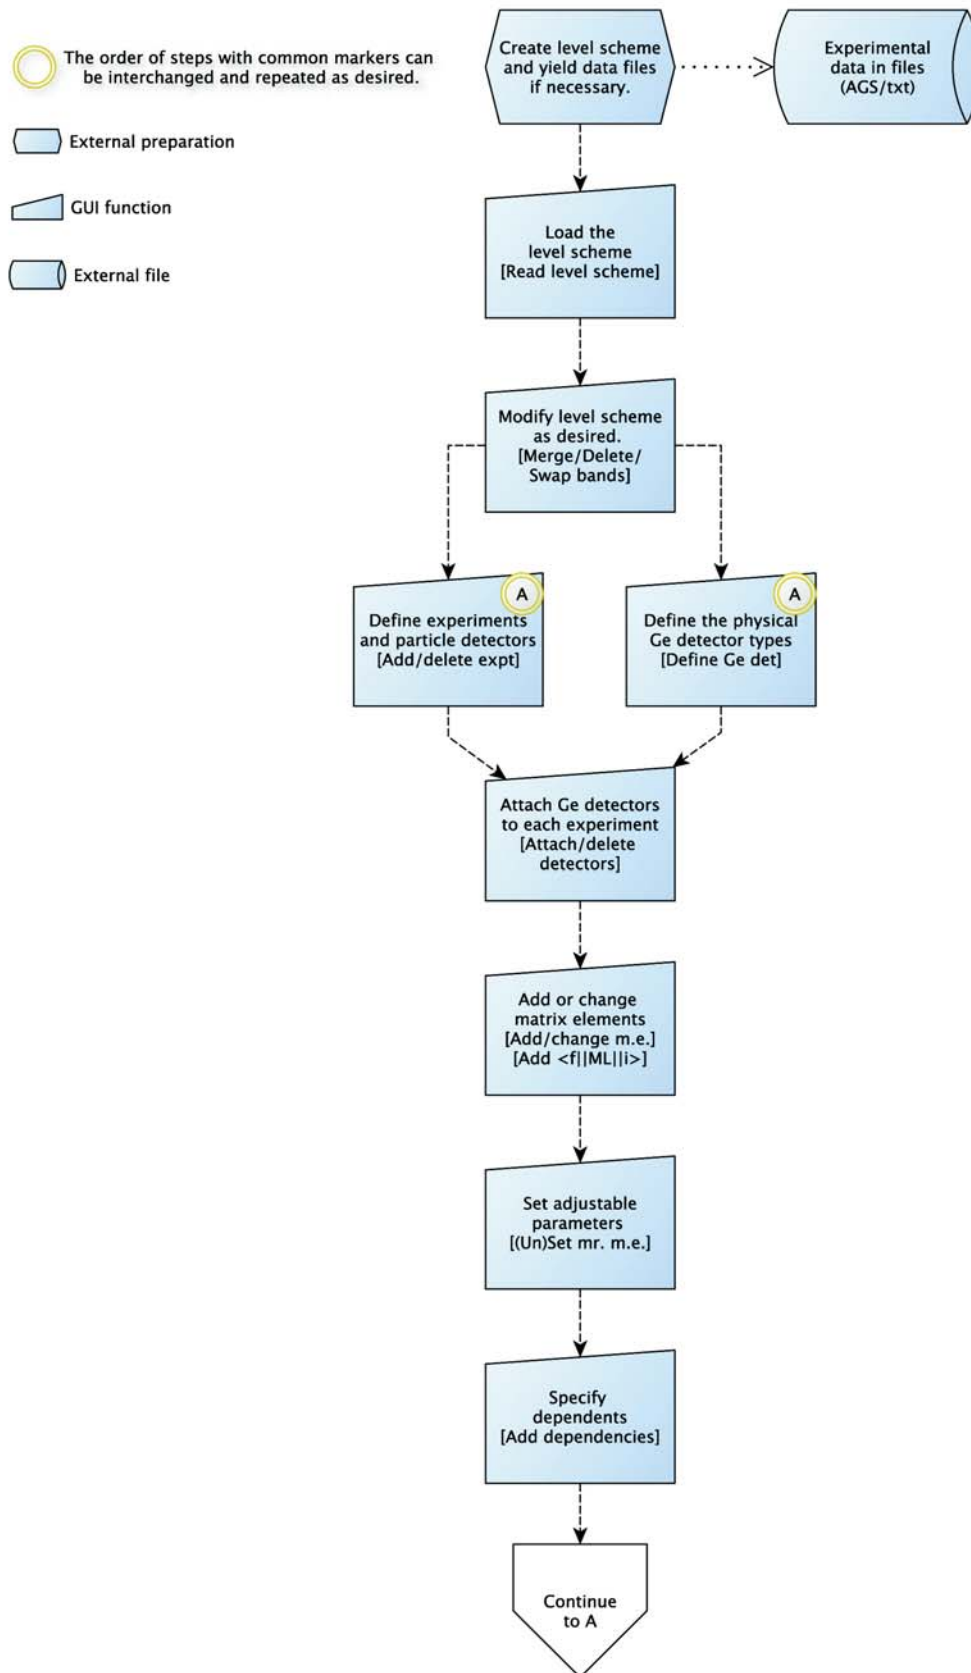 The order of steps with common markers can
be interchanged and repeated as desired.
External preparation
GUI function
External file
Create level scheme
and yield data files
if necessary.
Experimental
data in files
(AGS/txt)
Load the
level scheme
[Read level scheme]
Modify level scheme
as desired.
[Merge/Delete/
Swap bands]
A
Define experiments
and particle detectors
[Add/delete expt]
A
Define the physical
Ge detector types
[Define Ge det]
Attach Ge detectors
to each experiment
[Attach/delete
detectors]
Add or change
matrix elements
[Add/change m.e.]
[Add <f||ML||i>]
Set adjustable
parameters
[(Un)Set mr. m.e.]
Specify
dependents
[Add dependencies]
Continue
to A